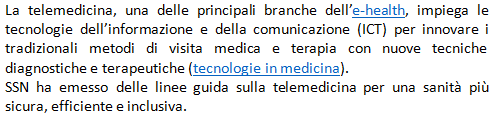 La telemedicina, una delle principali branche dell'e-health, impiega le
tecnologie dell'informazione e della comunicazione (ICT) per innovare i
tradizionali metodi di visita medica e terapia con nuove tecniche
diagnostiche e terapeutiche (tecnologie in medicina).
SSN ha emesso delle linee guida sulla telemedicina per una sanità più
sicura, efficiente e inclusiva.